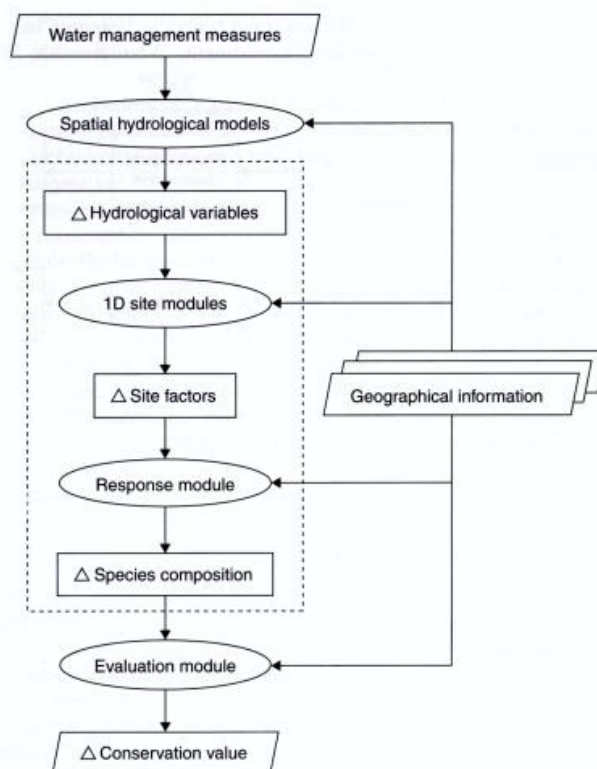 Water management measures
Spatial hydrological models
△ Hydrological variables
1D site modules
△ Site factors
Geographical information
Response module
△ Species composition
Evaluation module
△ Conservation value